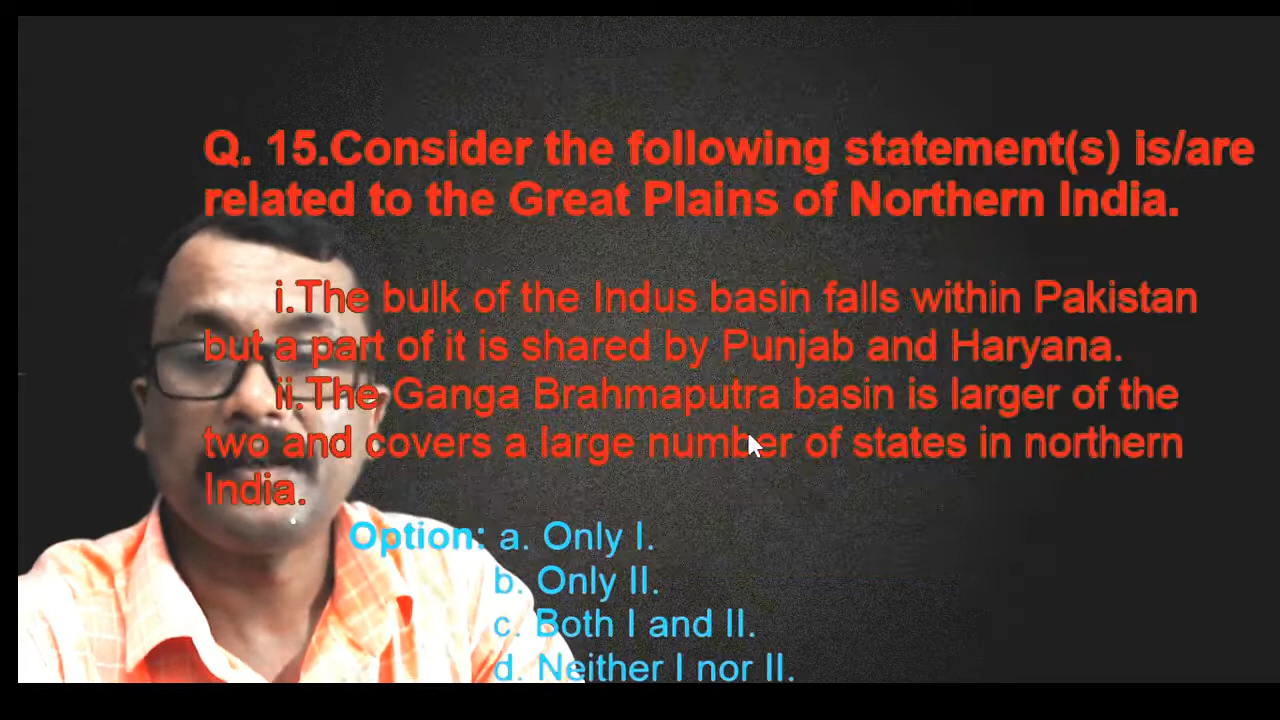 Q. 15.Consider the following statement(s) is/are
related to the Great Plains of Northern India.
i.The bulk of the Indus basin falls within Pakistan
but a part of it is shared by Punjab and Haryana.
ii.The Ganga Brahmaputra basin is larger of the
two and covers a large number of states in northern
India.
Option: a. Only I.
b. Only II.
c. Both I and II.
d. Neither I nor II.